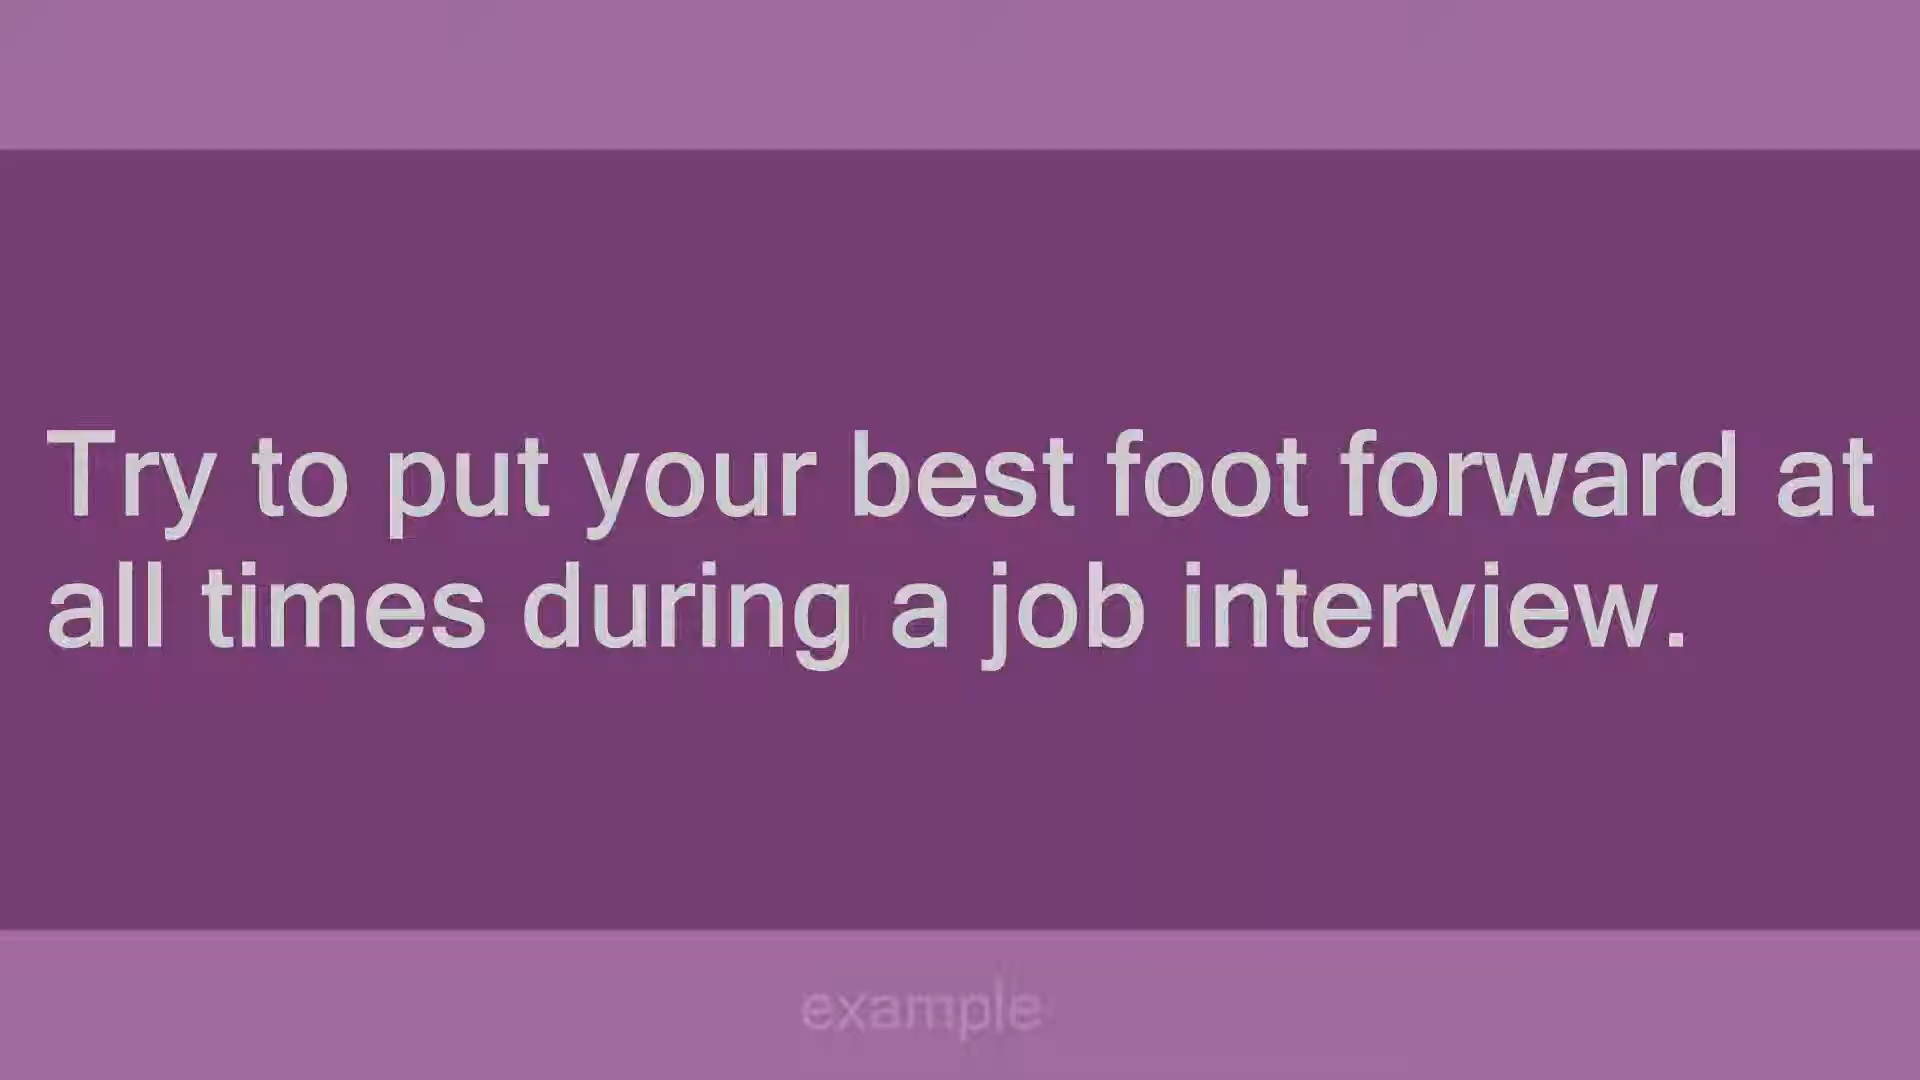 Try to put your best foot forward at
all times during a job interview.
example